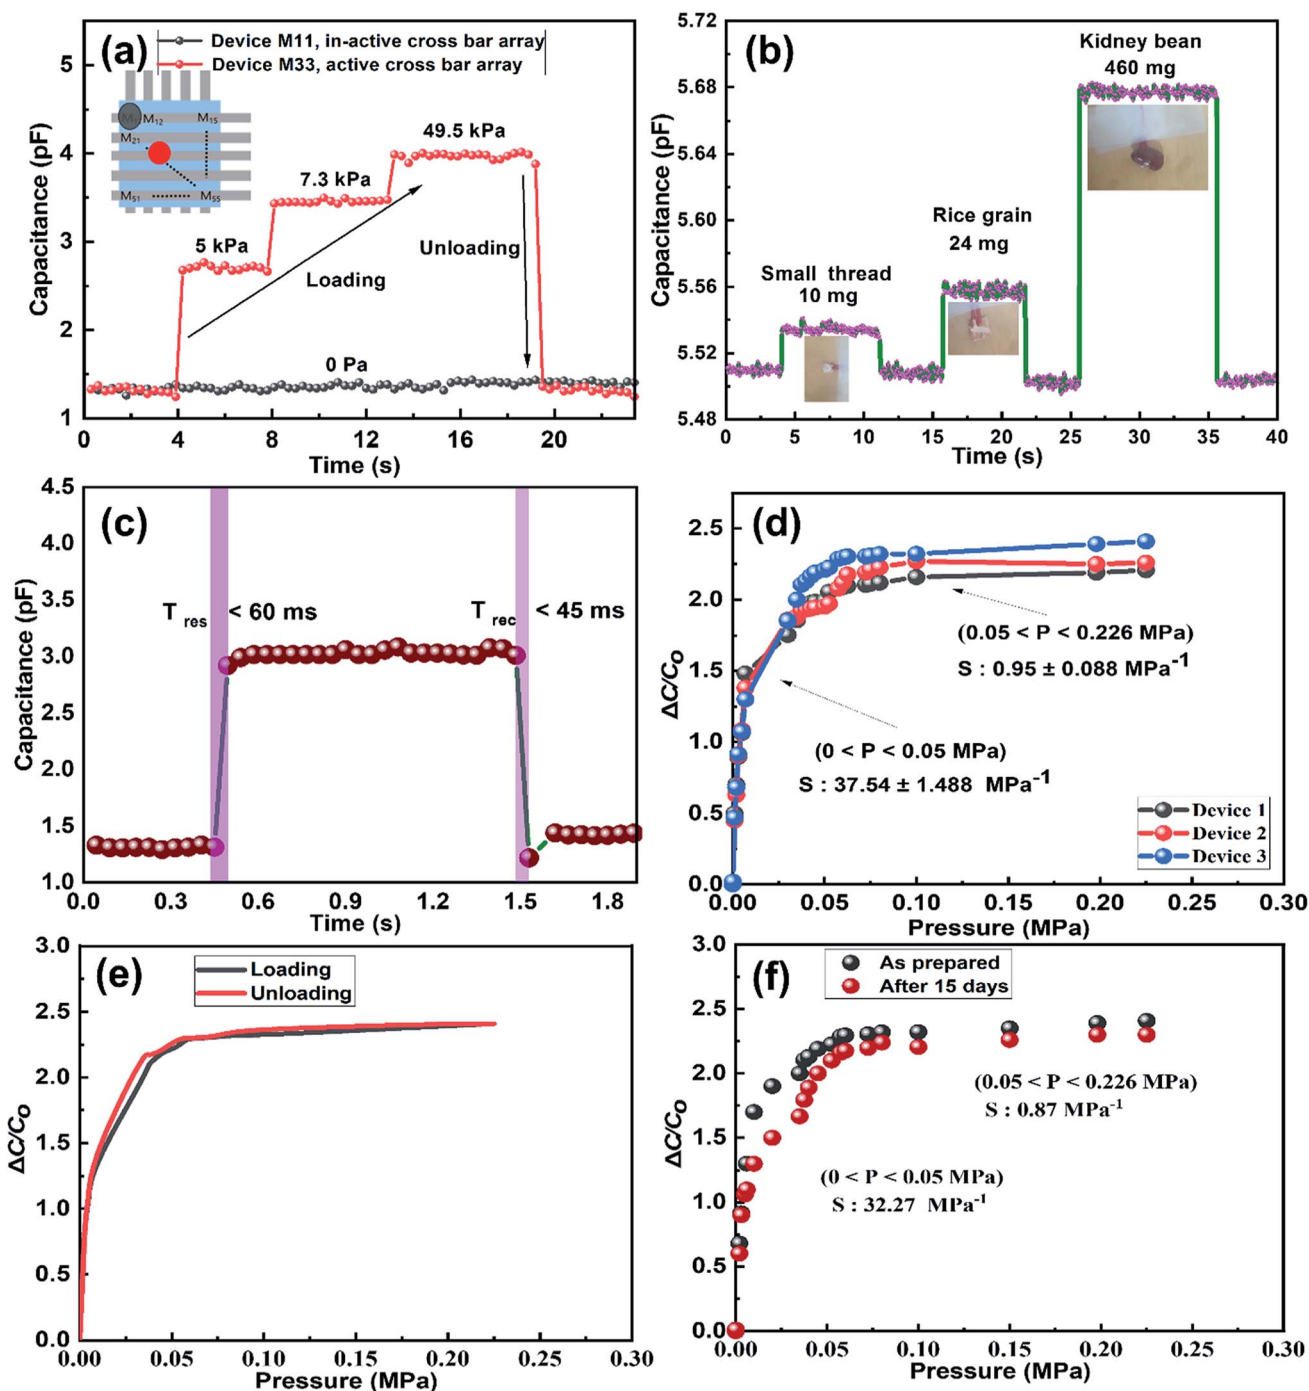 (a)
Device M11, in-active cross bar array
Device M33, active cross bar array
5
4
3
2
1
Capacitance (pF)
M12
M15
M21
M51
M55
5 kPa
7.3 kPa
49.5 kPa
Loading
Unloading
0 Pa
0
4
8
12
16
20
Time (s)
(b)
5.72
5.68
5.64
5.60
5.56
5.52
5.48
Capacitance (pF)
Small thread
10 mg
Rice grain
24 mg
Kidney bean
460 mg
0
5
10
15
20
25
30
35
40
Time (s)
(c)
4.5
4.0
3.5
3.0
2.5
2.0
1.5
1.0
Capacitance (pF)
T res < 60 ms
T rec < 45 ms
0.0
0.3
0.6
0.9
1.2
1.5
1.8
Time (s)
(d)
2.5
2.0
1.5
1.0
0.5
0.0
ΔC/Co
(0.05 < P < 0.226 MPa)
S : 0.95 ± 0.088 MPa-1
(0 < P < 0.05 MPa)
S : 37.54 ± 1.488 MPa-1
Device 1
Device 2
Device 3
0.00
0.05
0.10
0.15
0.20
0.25
0.30
Pressure (MPa)
(e)
Loading
Unloading
3.0
2.5
2.0
1.5
1.0
0.5
0.0
ΔC/Co
0.00
0.05
0.10
0.15
0.20
0.25
0.30
Pressure (MPa)
(f)
As prepared
After 15 days
3.0
2.5
2.0
1.5
1.0
0.5
0.0
ΔC/Co
(0.05 < P < 0.226 MPa)
S : 0.87 MPa-1
(0 < P < 0.05 MPa)
S : 32.27 MPa-1
0.00
0.05
0.10
0.15
0.20
0.25
0.30
Pressure (MPa)